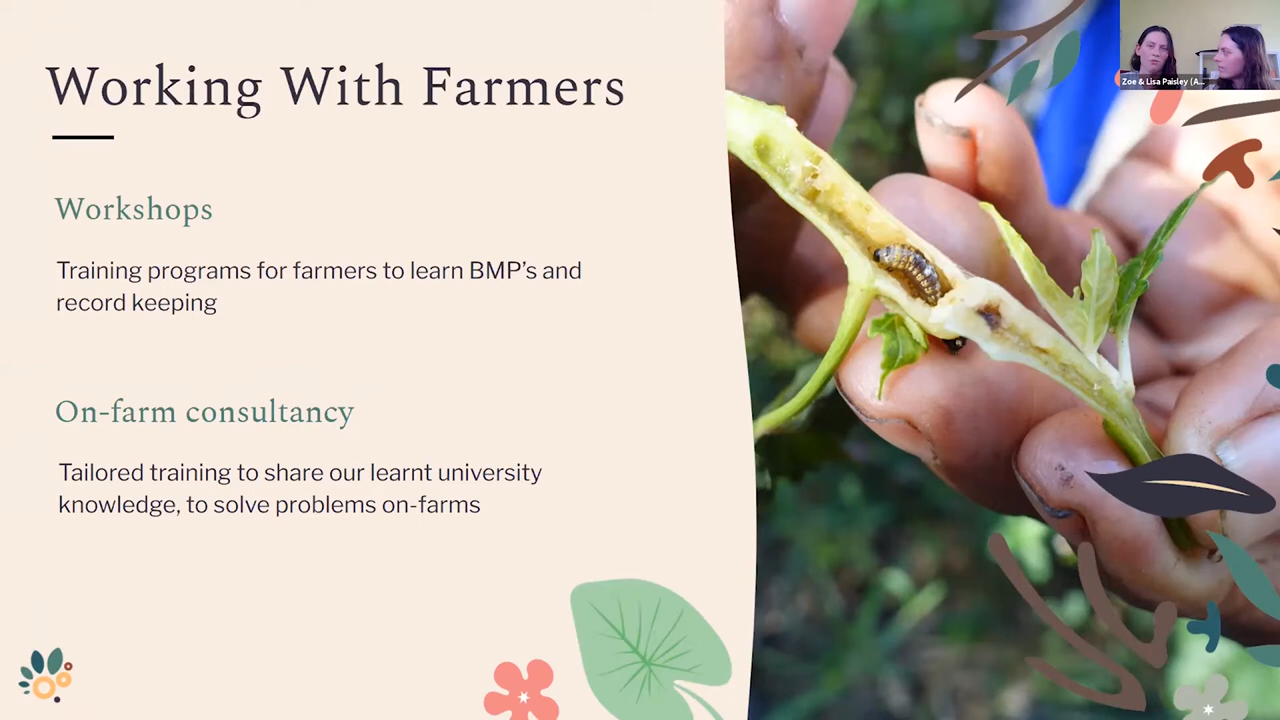 Working With Farmers
Workshops
Training programs for farmers to learn BMP’s and
record keeping
On-farm consultancy
Tailored training to share our learnt university
knowledge, to solve problems on-farms
Zoe & Lisa Paisley (A...